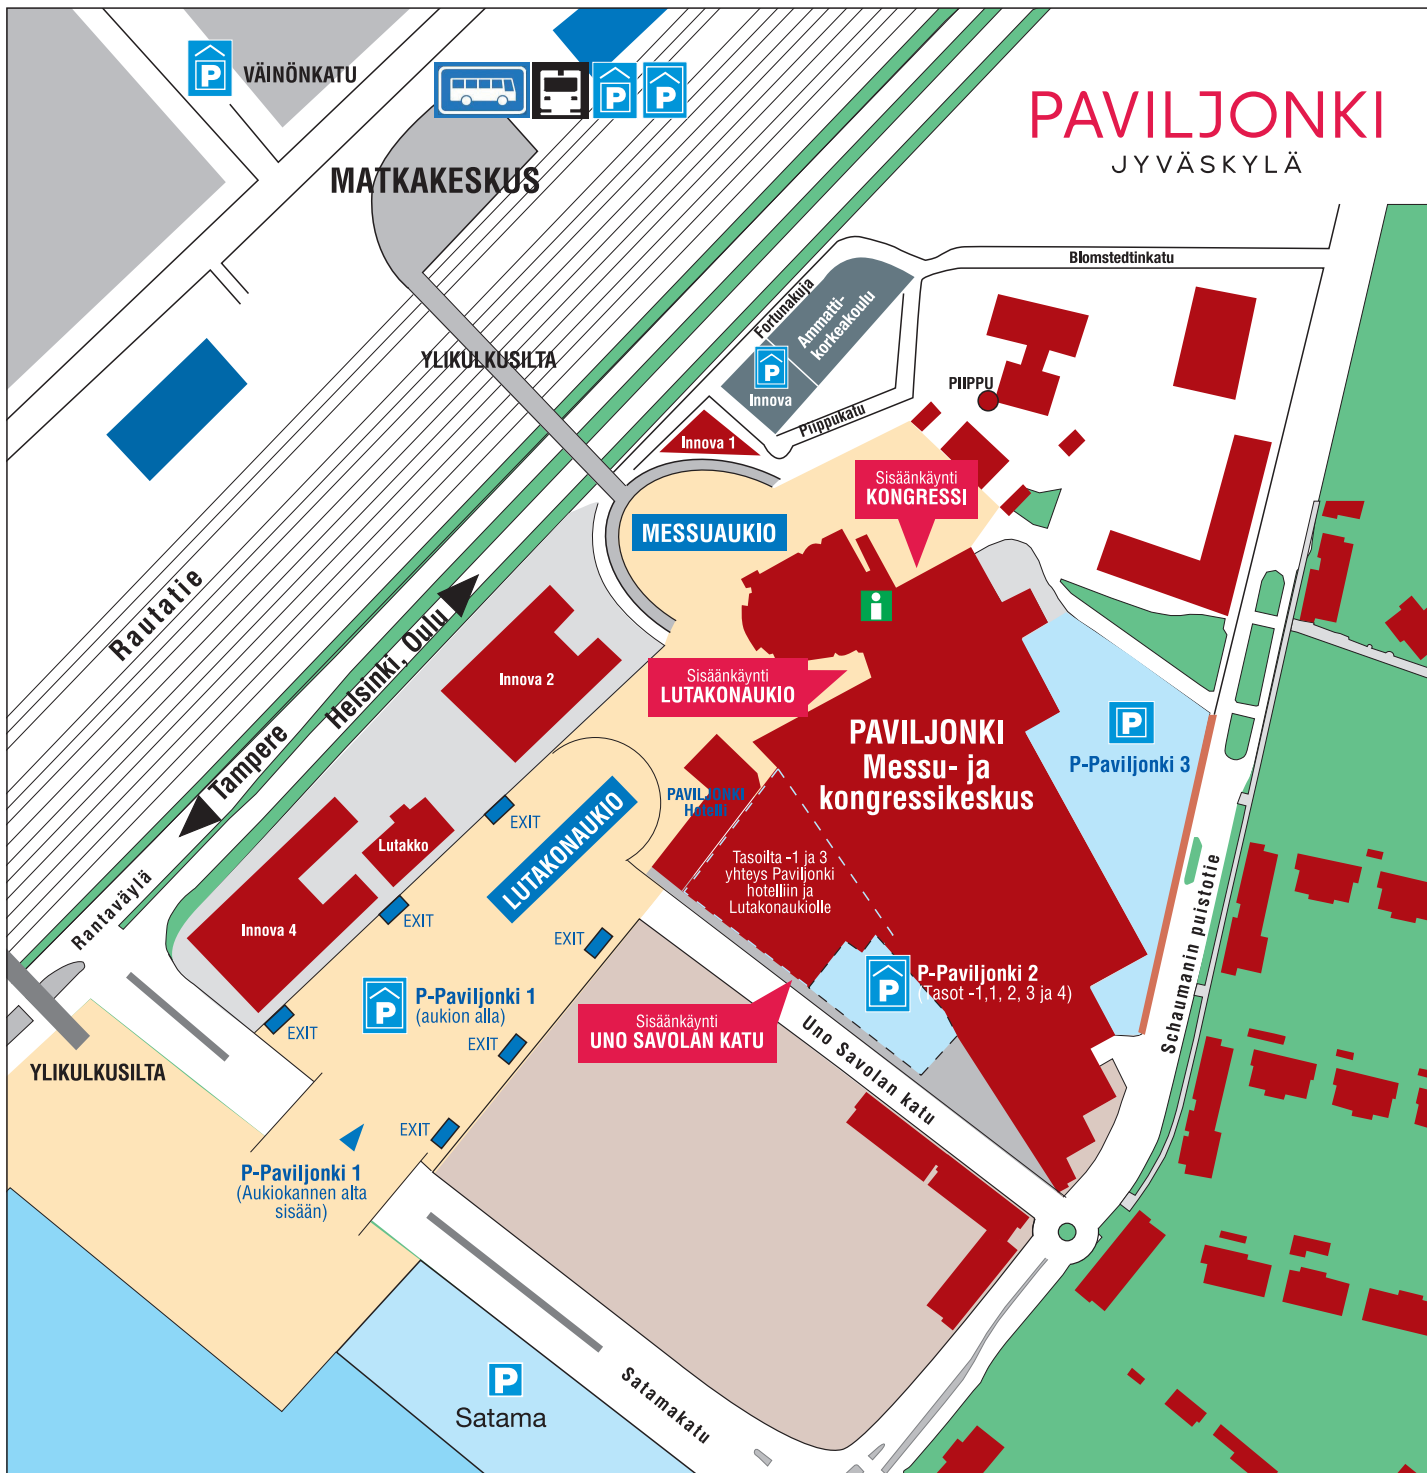 P
VÄINÖNKATU
P
P
PAVILJONKI
JYVÄSKYLÄ
MATKAKESKUS
Blomstedtinkatu
Fortunakuja
Ammatti-
korkeakoulu
YLIKULKUSILTA
P
Innova
PIIPPU
Piippukatu
Innova 1
Sisäänkäynti
KONGRESSI
MESSUAUKIO
i
Rautatie
Helsinki, Oulu
Tampere
Innova 2
Sisäänkäynti
LUTAKONAUKIO
PAVILJONKI
Messu- ja
kongressikeskus
P
P-Paviljonki 3
PAVILJONKI
Hotelli
EXIT
LUTAKONAUKIO
Lutakko
Tasoilta -1 ja 3
yhteys Paviljonki
hotelliin ja
Lutakonaukiolle
Rantaväylä
Innova 4
EXIT
EXIT
Schaumanin puistotie
P
P-Paviljonki 2
(Tasot -1,1, 2, 3 ja 4)
P
P-Paviljonki 1
(aukion alla)
EXIT
EXIT
Sisäänkäynti
UNO SAVOLAN KATU
Uno Savolan katu
YLIKULKUSILTA
EXIT
P-Paviljonki 1
(Aukiokannen alta
sisään)
P
Satama
Satamakatu